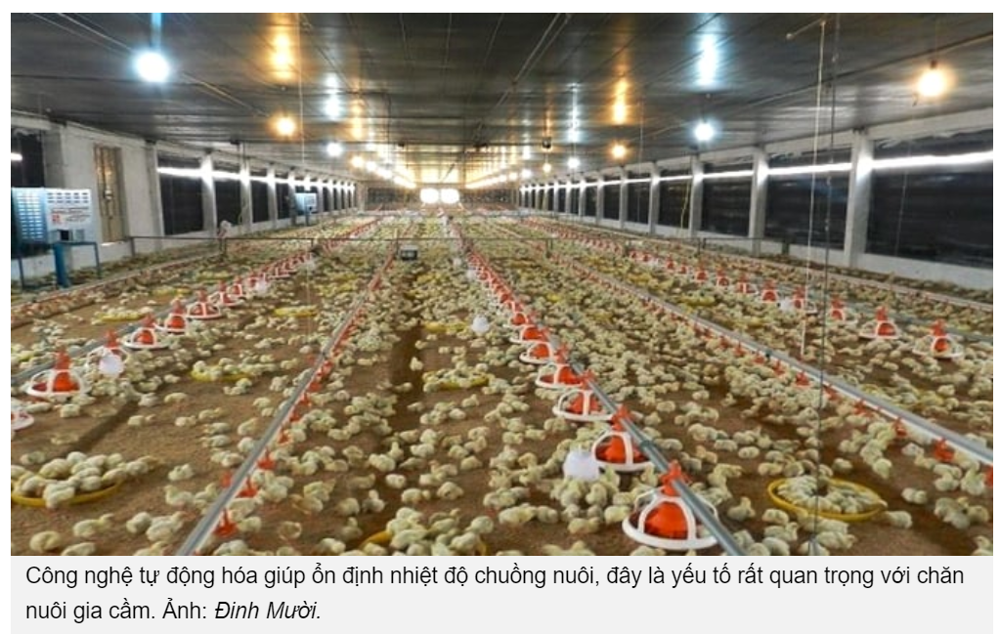 Công nghệ tự động hóa giúp ổn định nhiệt độ chuồng nuôi, đây là yếu tố rất quan trọng với chăn
nuôi gia cầm. Ảnh: Đinh Mười.